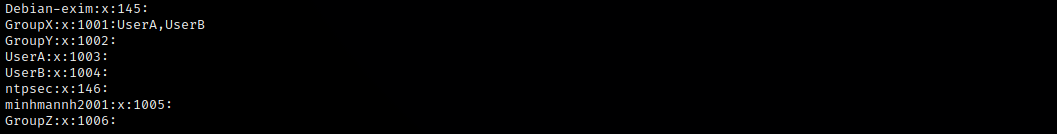 Debian-exim:x:145:
GroupX:x:1001:UserA,UserB
GroupY:x:1002:
UserA:x:1003:
UserB:x:1004:
ntpsec:x:146:
minhmannh2001:x:1005:
GroupZ:x:1006: